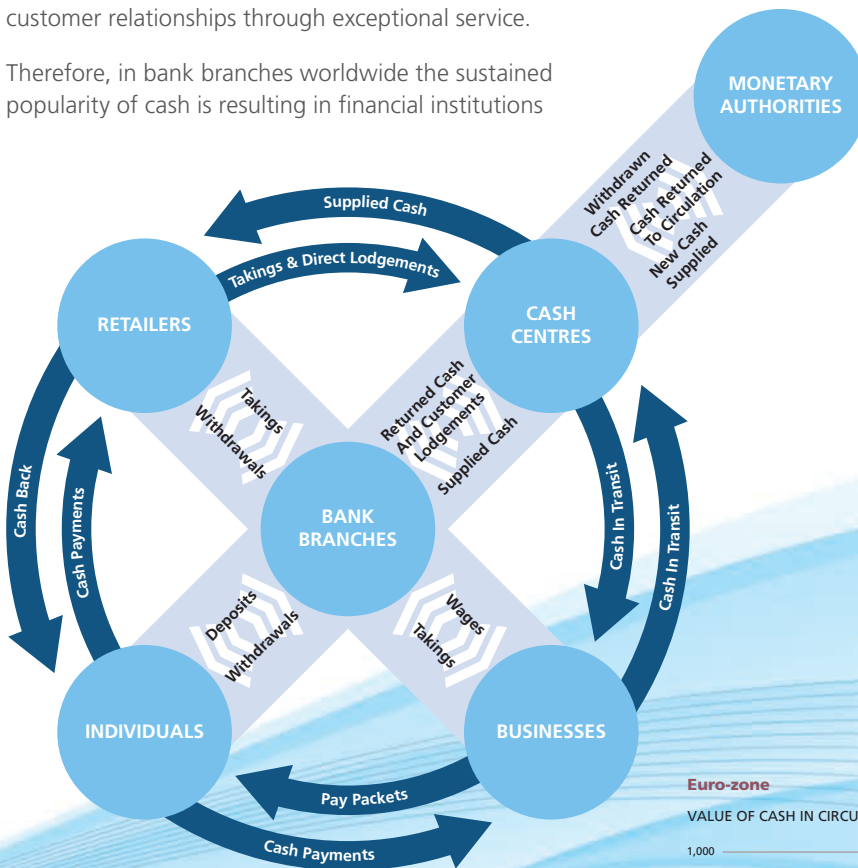 customer relationships through exceptional service.
Therefore, in bank branches worldwide the sustained
popularity of cash is resulting in financial institutions
MONETARY
AUTHORITIES
Withdrawn
Cash Returned
Cash Returned
To Circulation
New Cash
Supplied
Supplied Cash
Takings & Direct Lodgements
RETAILERS
CASH
CENTRES
Takings
Withdrawals
Returned Cash
And Customer
Lodgements
Supplied Cash
Cash Back
Cash Payments
BANK
BRANCHES
Cash In Transit
Cash In Transit
Deposits
Withdrawals
Wages
Takings
INDIVIDUALS
BUSINESSES
Pay Packets
Cash Payments
Euro-zone
VALUE OF CASH IN CIRCU
1,000